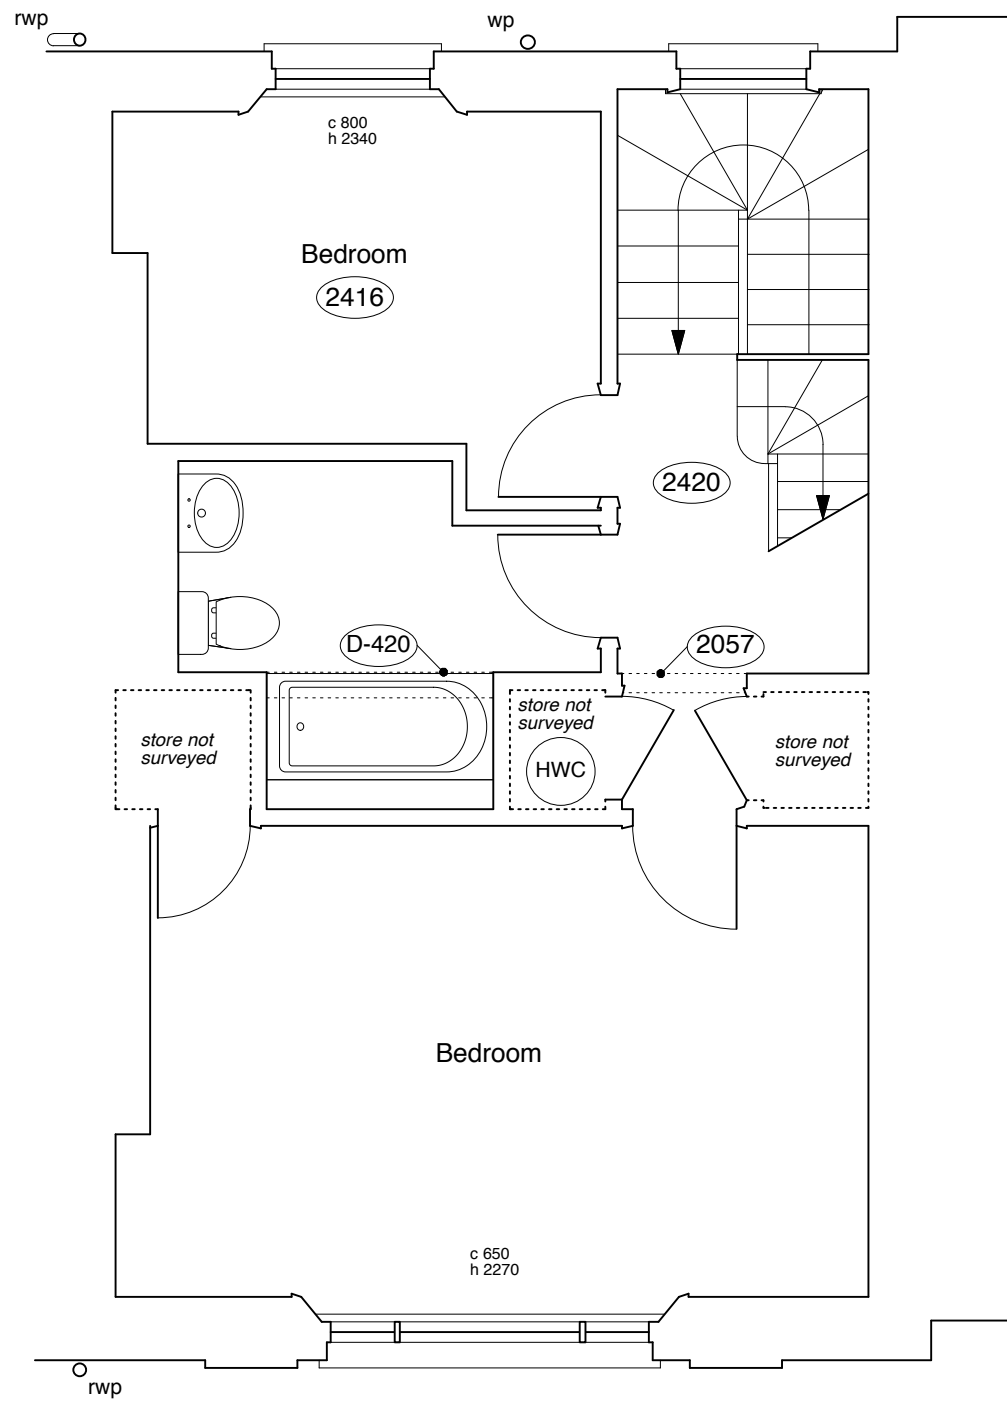 rwp
wp
c 800
h 2340
Bedroom
2416
2420
D-420
2057
store not
surveyed
store not
surveyed
HWC
store not
surveyed
Bedroom
c 650
h 2270
rwp